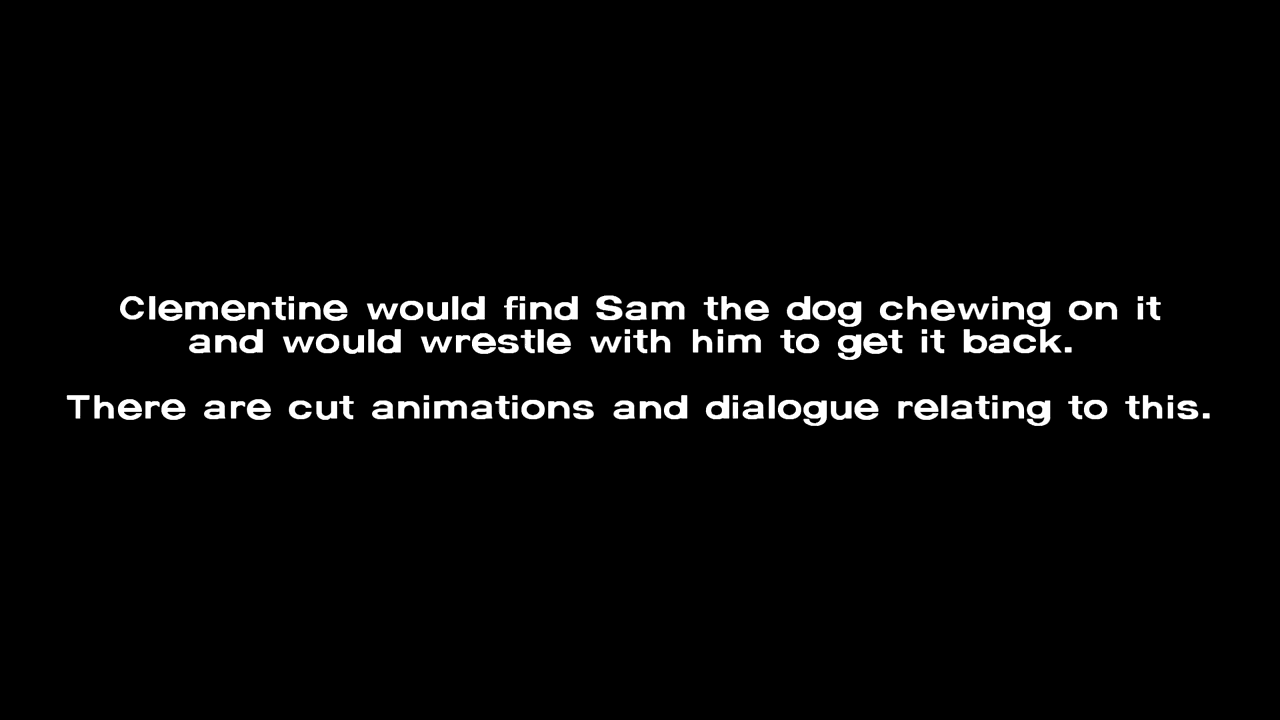 Clementine would find Sam the dog chewing on it
and would wrestle with him to get it back.
There are cut animations and dialogue relating to this.